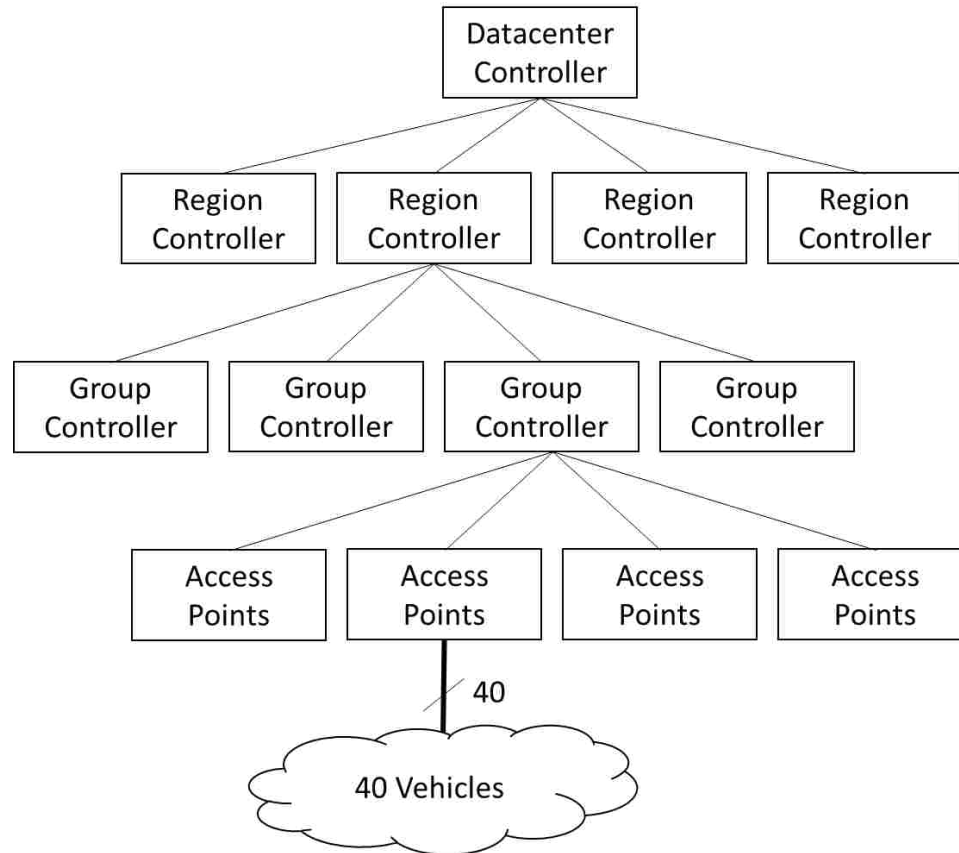 Datacenter
Controller
Region
Controller
Region
Controller
Region
Controller
Region
Controller
Group
Controller
Group
Controller
Group
Controller
Group
Controller
Access
Points
Access
Points
Access
Points
Access
Points
40
40 Vehicles